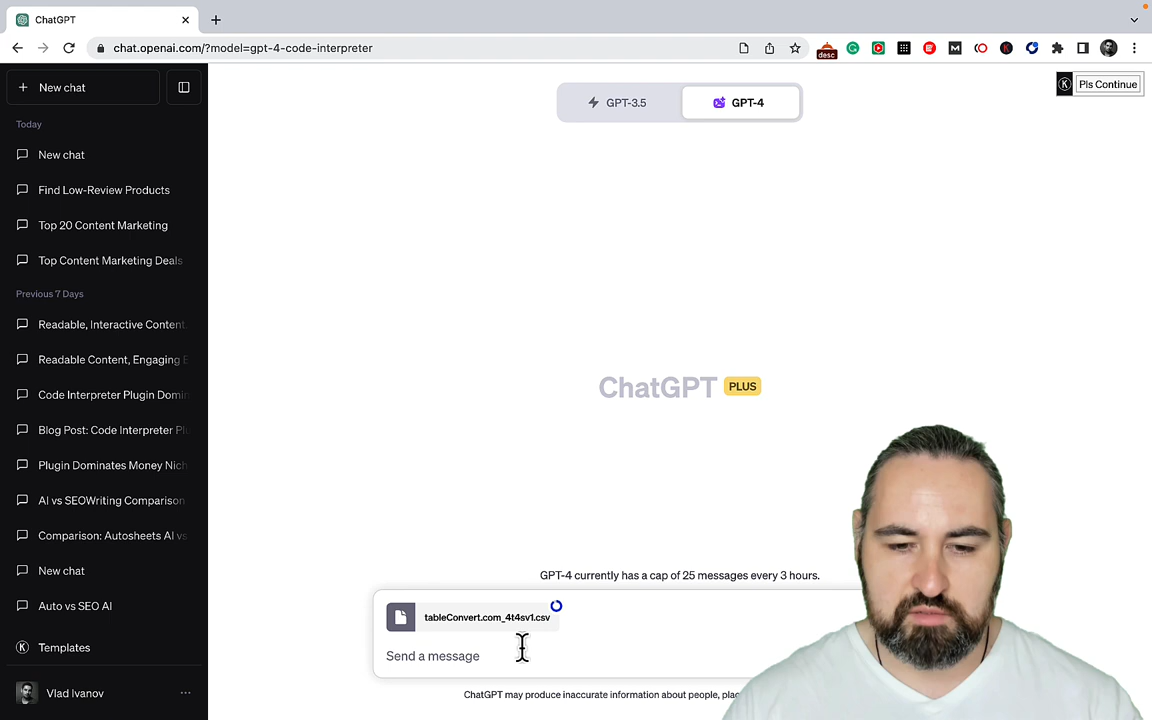 ChatGPT
chat.openai.com/?model=gpt-4-code-interpreter
desc
New chat
Today
New chat
Find Low-Review Products
Top 20 Content Marketing
Top Content Marketing Deals
Previous 7 Days
Readable, Interactive Content
Readable Content, Engaging
Code Interpreter Plugin Domi
Blog Post: Code Interpreter
Plugin Dominates Money Nich
AI vs SEOWriting Comparison
Comparison: Autosheets AI vs
New chat
Auto vs SEO AI
K Templates
Vlad Ivanov
GPT-3.5
GPT-4
K Pls Continue
ChatGPT PLUS
GPT-4 currently has a cap of 25 messages every 3 hours.
tableConvert.com_4t4sv1.csv
Send a message
ChatGPT may produce inaccurate information about people,